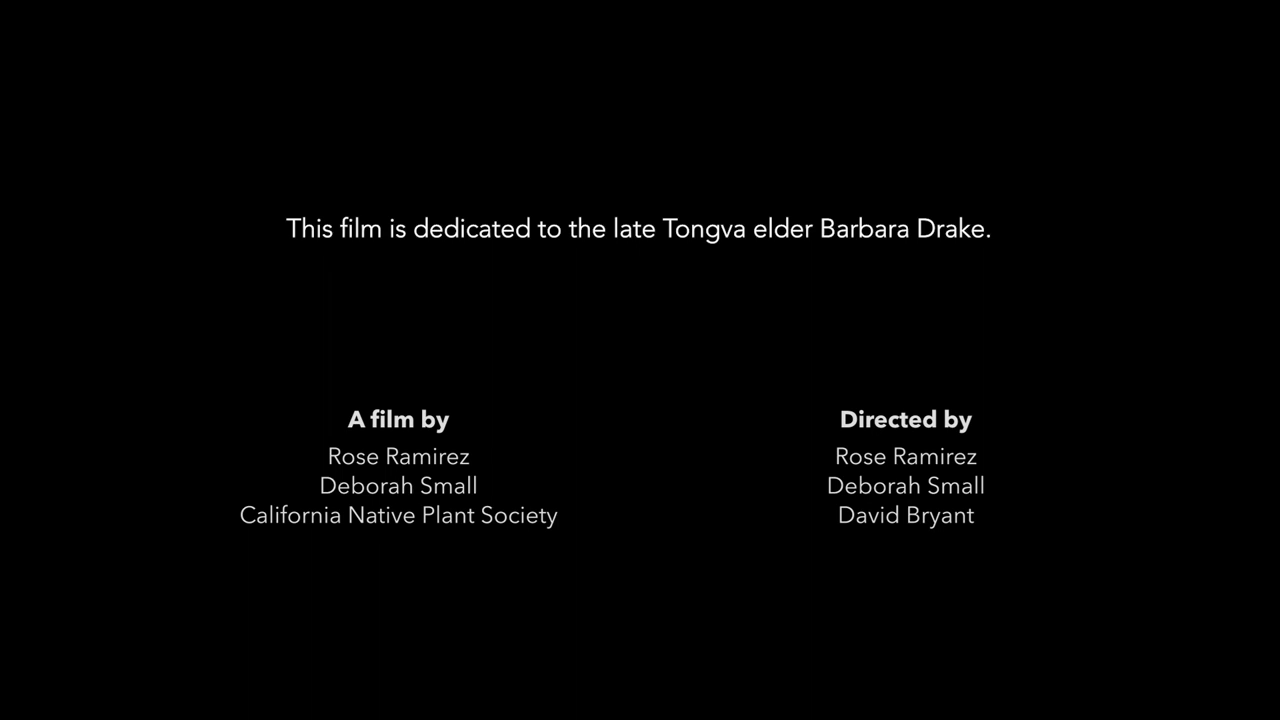 This film is dedicated to the late Tongva elder Barbara Drake.
A film by
Rose Ramirez
Deborah Small
California Native Plant Society
Directed by
Rose Ramirez
Deborah Small
David Bryant